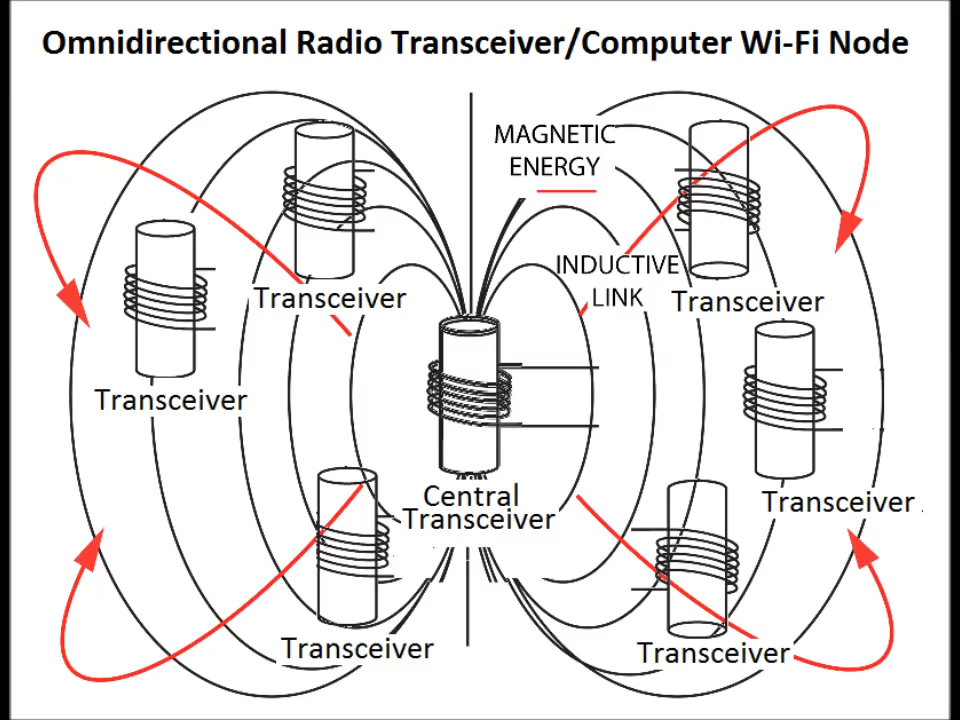 Omnidirectional Radio Transceiver/Computer Wi-Fi Node
MAGNETIC
ENERGY
INDUCTIVE
LINK
Transceiver
Transceiver
Transceiver
Transceiver
Central
Transceiver
Transceiver
Transceiver